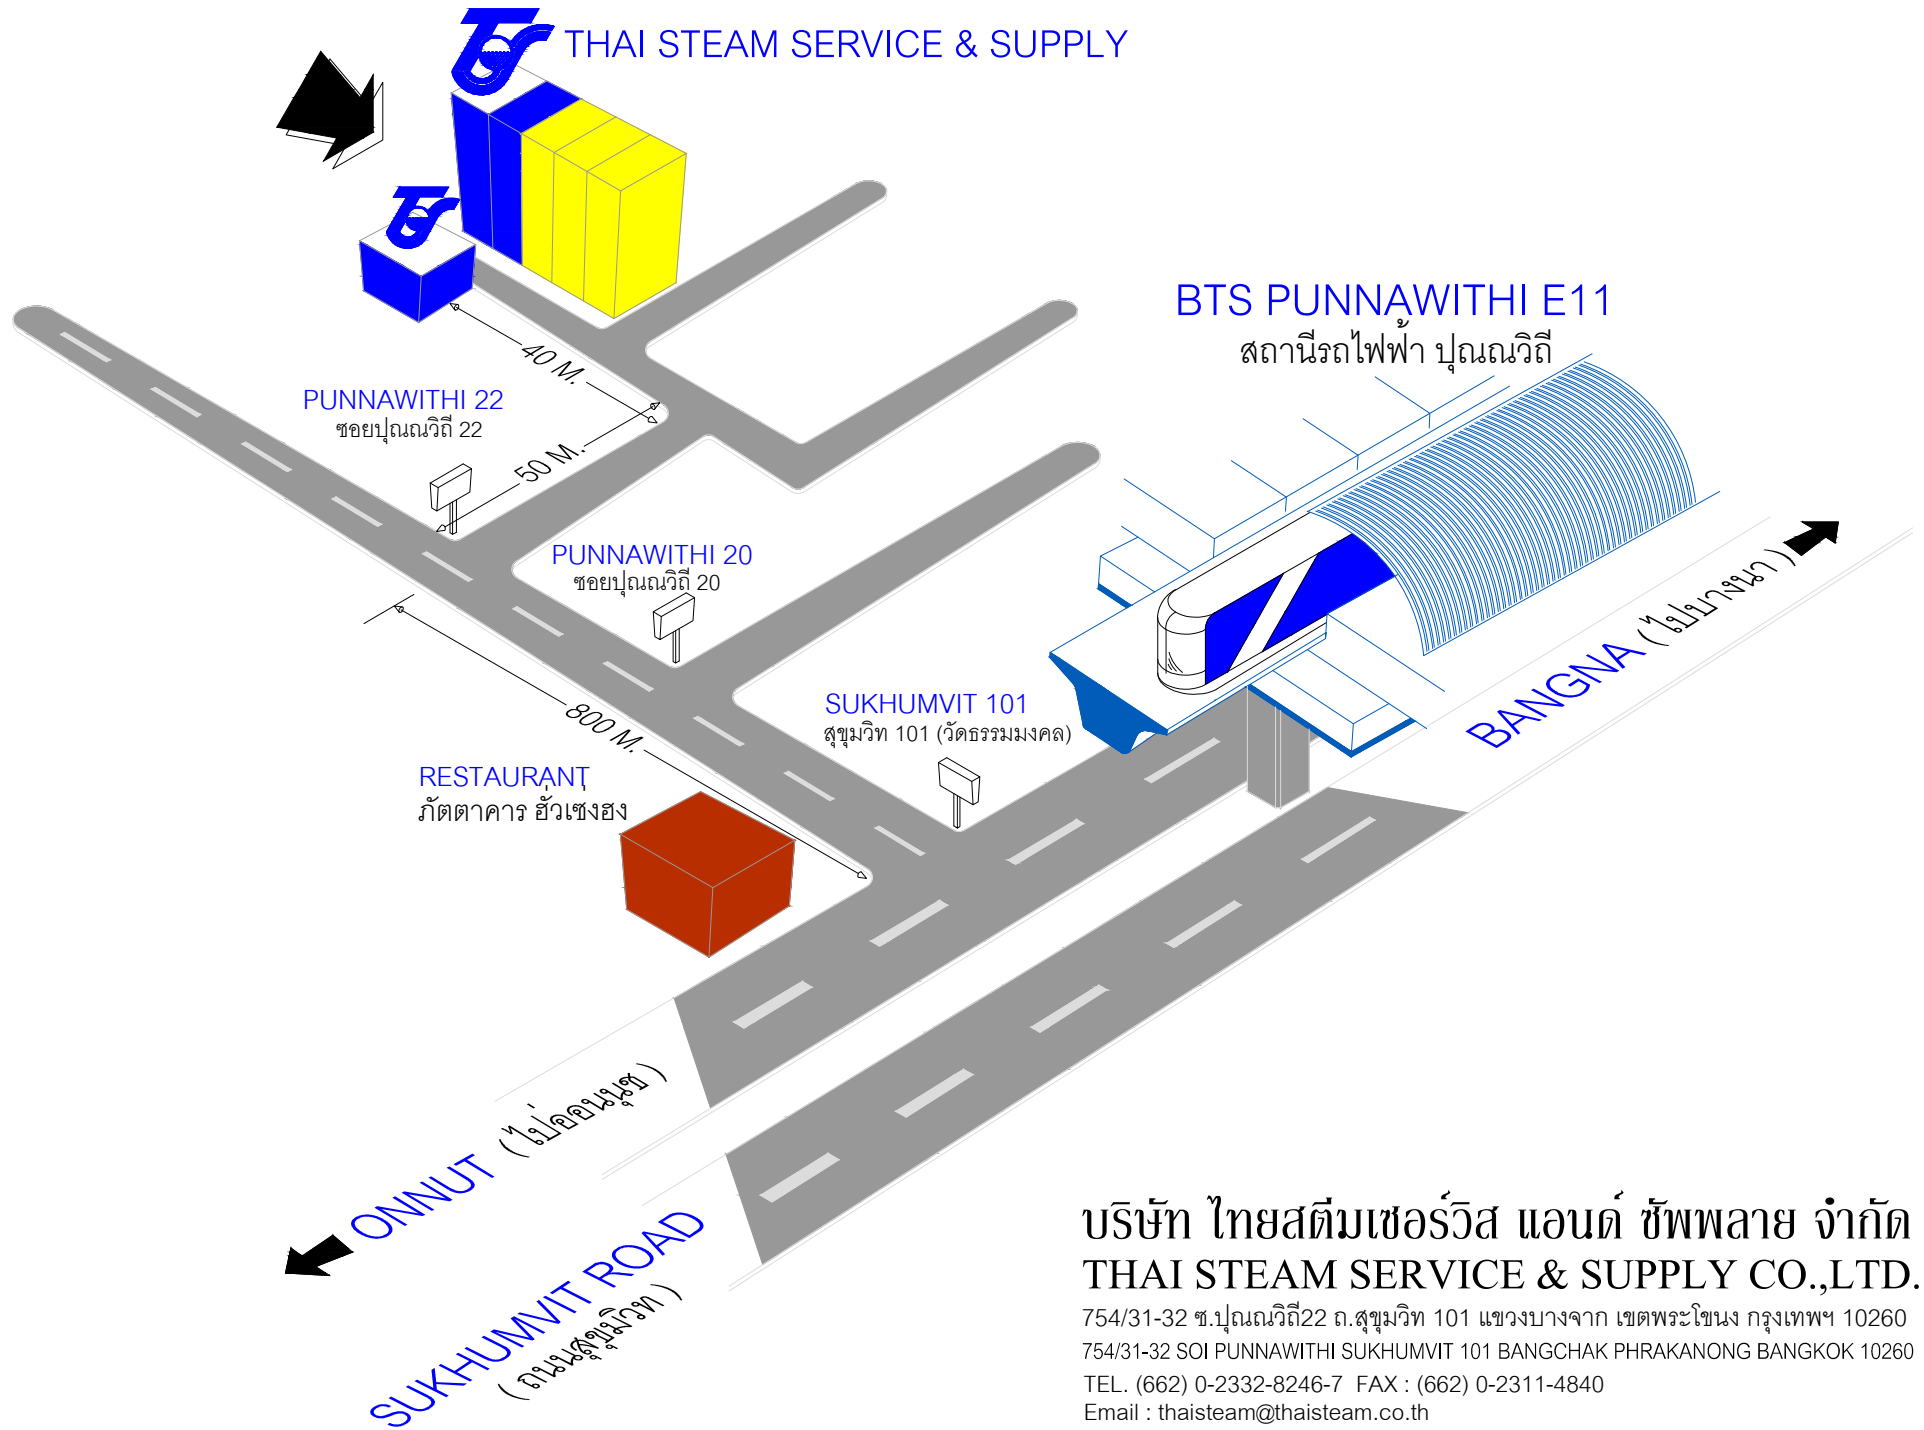 THAI STEAM SERVICE & SUPPLY
BTS PUNNAWITHI E11
สถานีรถไฟฟ้า ปุณณวิถี
40 M.
PUNNAWITHI 22
ซอยปุณณวิถี 22
50 M.
PUNNAWITHI 20
ซอยปุณณวิถี 20
800 M.
SUKHUMVIT 101
สุขุมวิท 101 (วัดธรรมมงคล)
BANGNA (ไปบางนา)
RESTAURANT
ภัตตาคาร ฮั่วเซงฮง
ONNUT (ไปอ่อนนุช)
SUKHUMVIT ROAD
(ถนนสุขุมวิท)
บริษัท ไทยสตีมเซอร์วิส แอนด์ ซัพพลาย จำกัด
THAI STEAM SERVICE & SUPPLY CO.,LTD.
754/31-32 ซ.ปุณณวิถี22 ถ.สุขุมวิท 101 แขวงบางจาก เขตพระโขนง กรุงเทพฯ 10260
754/31-32 SOI PUNNAWITHI SUKHUMVIT 101 BANGCHAK PHRAKANONG BANGKOK 10260
TEL. (662) 0-2332-8246-7 FAX : (662) 0-2311-4840
Email : thaisteam@thaisteam.co.th